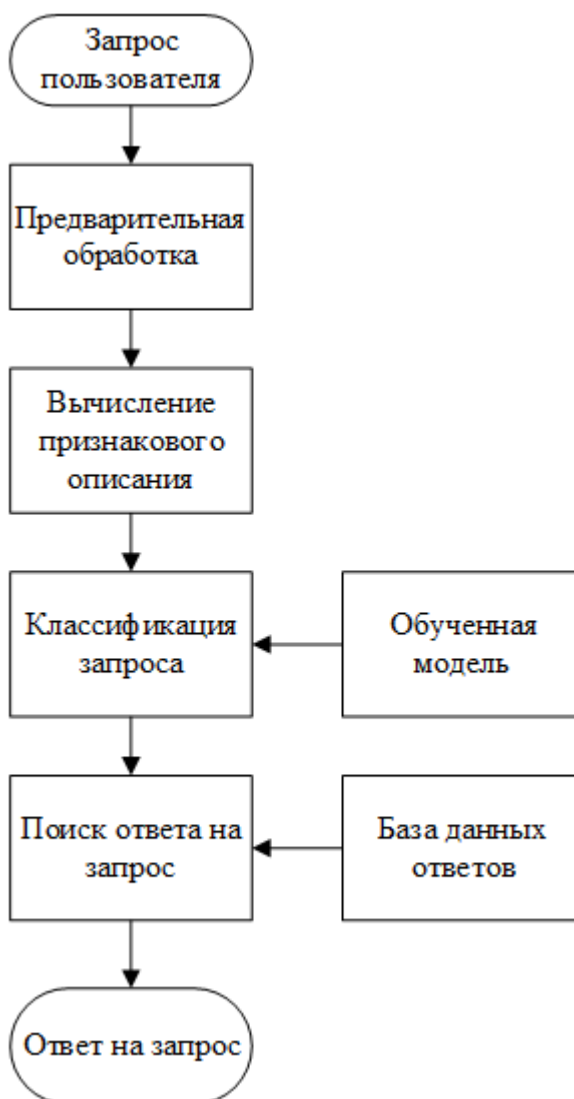 Запрос
пользователя
Предварительная
обработка
Вычисление
признакового
описания
Классификация
запроса
Обученная
модель
Поиск ответа на
запрос
База данных
ответов
Ответ на запрос